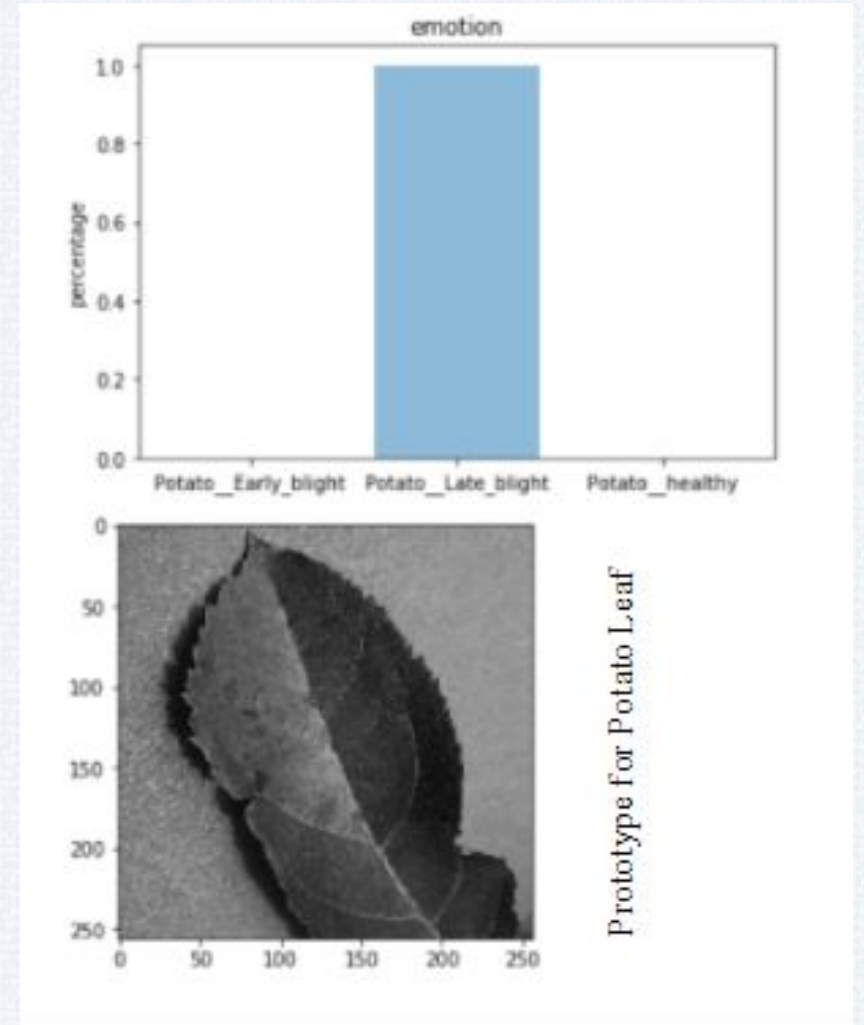 emotion
percentage
1.0
0.8
0.6
0.4
0.2
0.0
Potato__Early_blight Potato__Late_blight Potato__healthy
0
50
100
150
200
250
0 50 100 150 200 250
Prototype for Potato Leaf